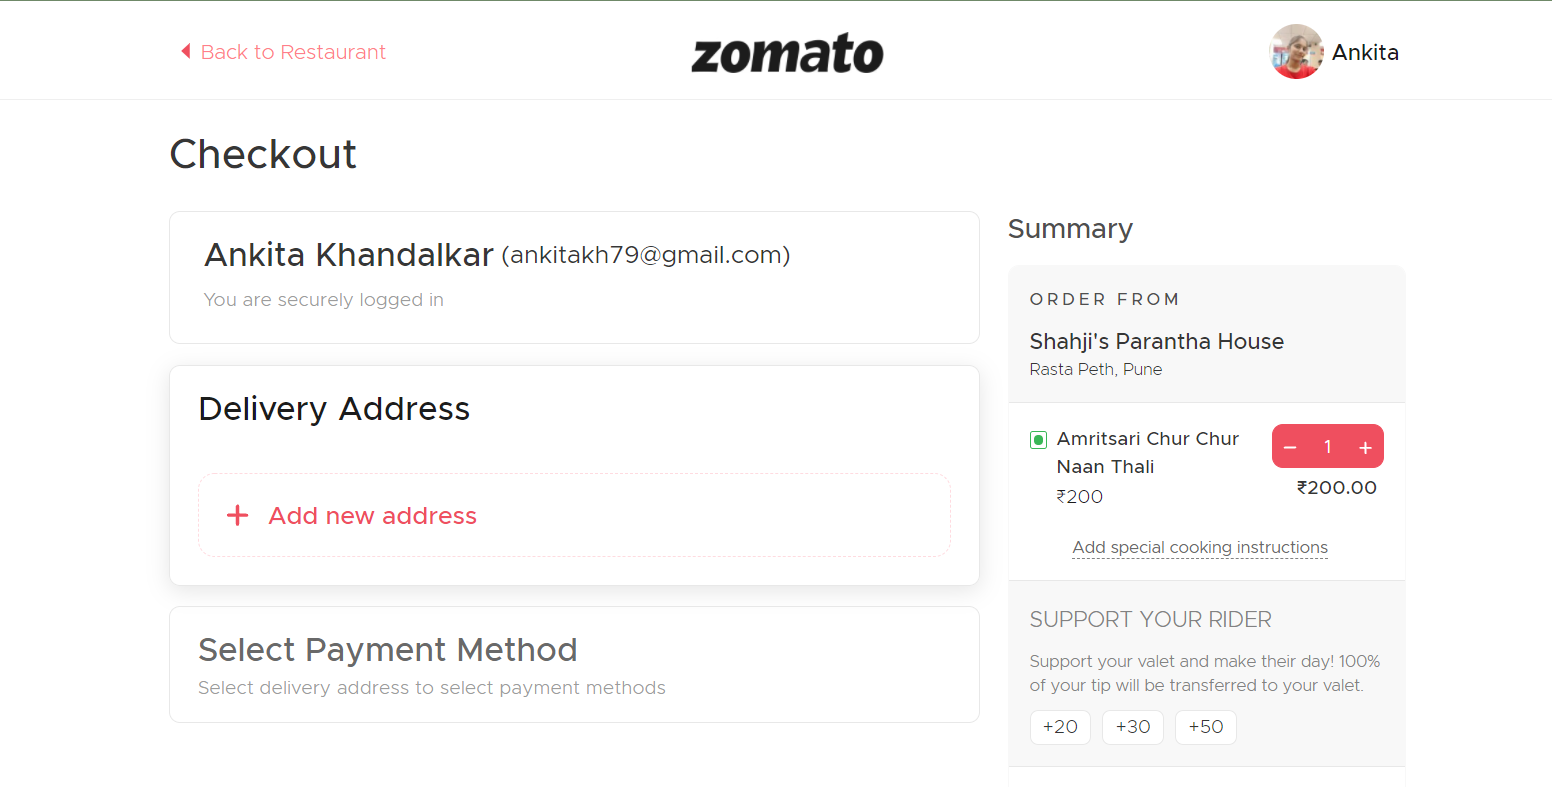 Back to Restaurant
zomato
Ankita
Checkout
Ankita Khandalkar (ankitakh79@gmail.com)
You are securely logged in
Delivery Address
+ Add new address
Select Payment Method
Select delivery address to select payment methods
Summary
ORDER FROM
Shahji's Parantha House
Rasta Peth, Pune
Amritsari Chur Chur
Naan Thali
₹200
− 1 +
₹200.00
Add special cooking instructions
SUPPORT YOUR RIDER
Support your valet and make their day! 100%
of your tip will be transferred to your valet.
+20 +30 +50